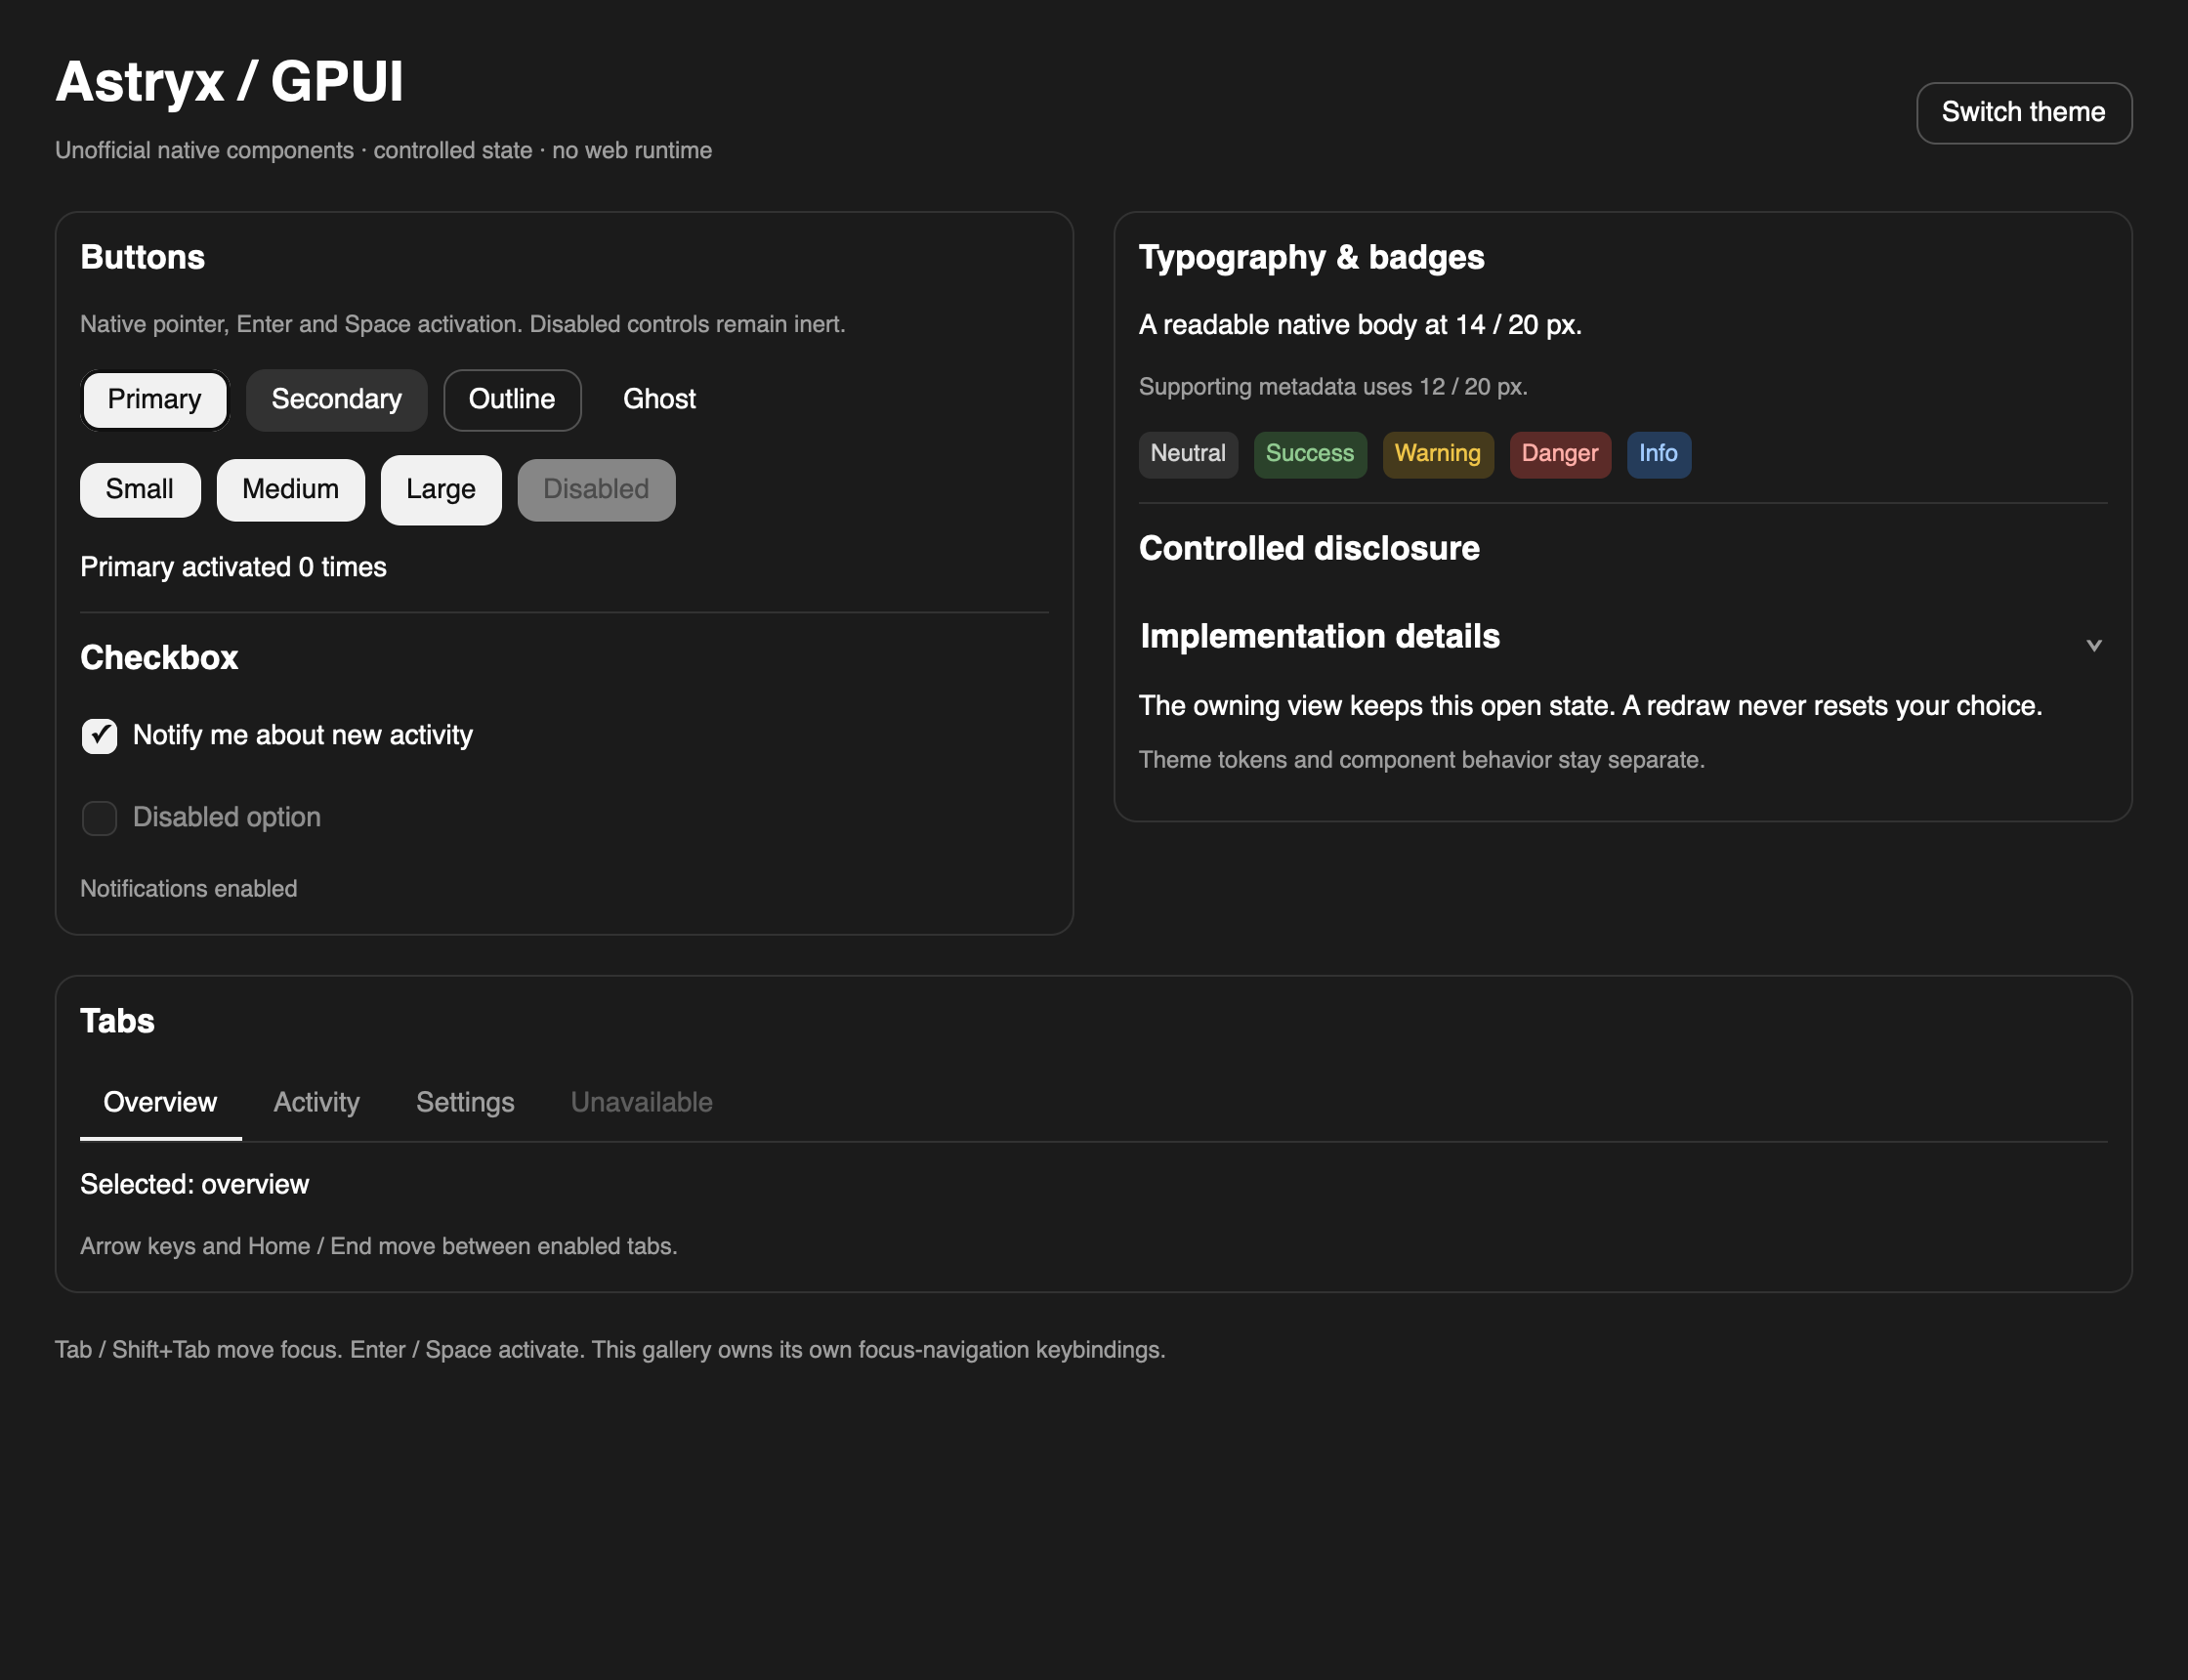 Astryx / GPUI
Unofficial native components · controlled state · no web runtime
Switch theme
Buttons
Native pointer, Enter and Space activation. Disabled controls remain inert.
Primary
Secondary
Outline
Ghost
Small
Medium
Large
Disabled
Primary activated 0 times
Checkbox
Notify me about new activity
Disabled option
Notifications enabled
Typography & badges
A readable native body at 14 / 20 px.
Supporting metadata uses 12 / 20 px.
Neutral
Success
Warning
Danger
Info
Controlled disclosure
Implementation details
The owning view keeps this open state. A redraw never resets your choice.
Theme tokens and component behavior stay separate.
Tabs
Overview
Activity
Settings
Unavailable
Selected: overview
Arrow keys and Home / End move between enabled tabs.
Tab / Shift+Tab move focus. Enter / Space activate. This gallery owns its own focus-navigation keybindings.